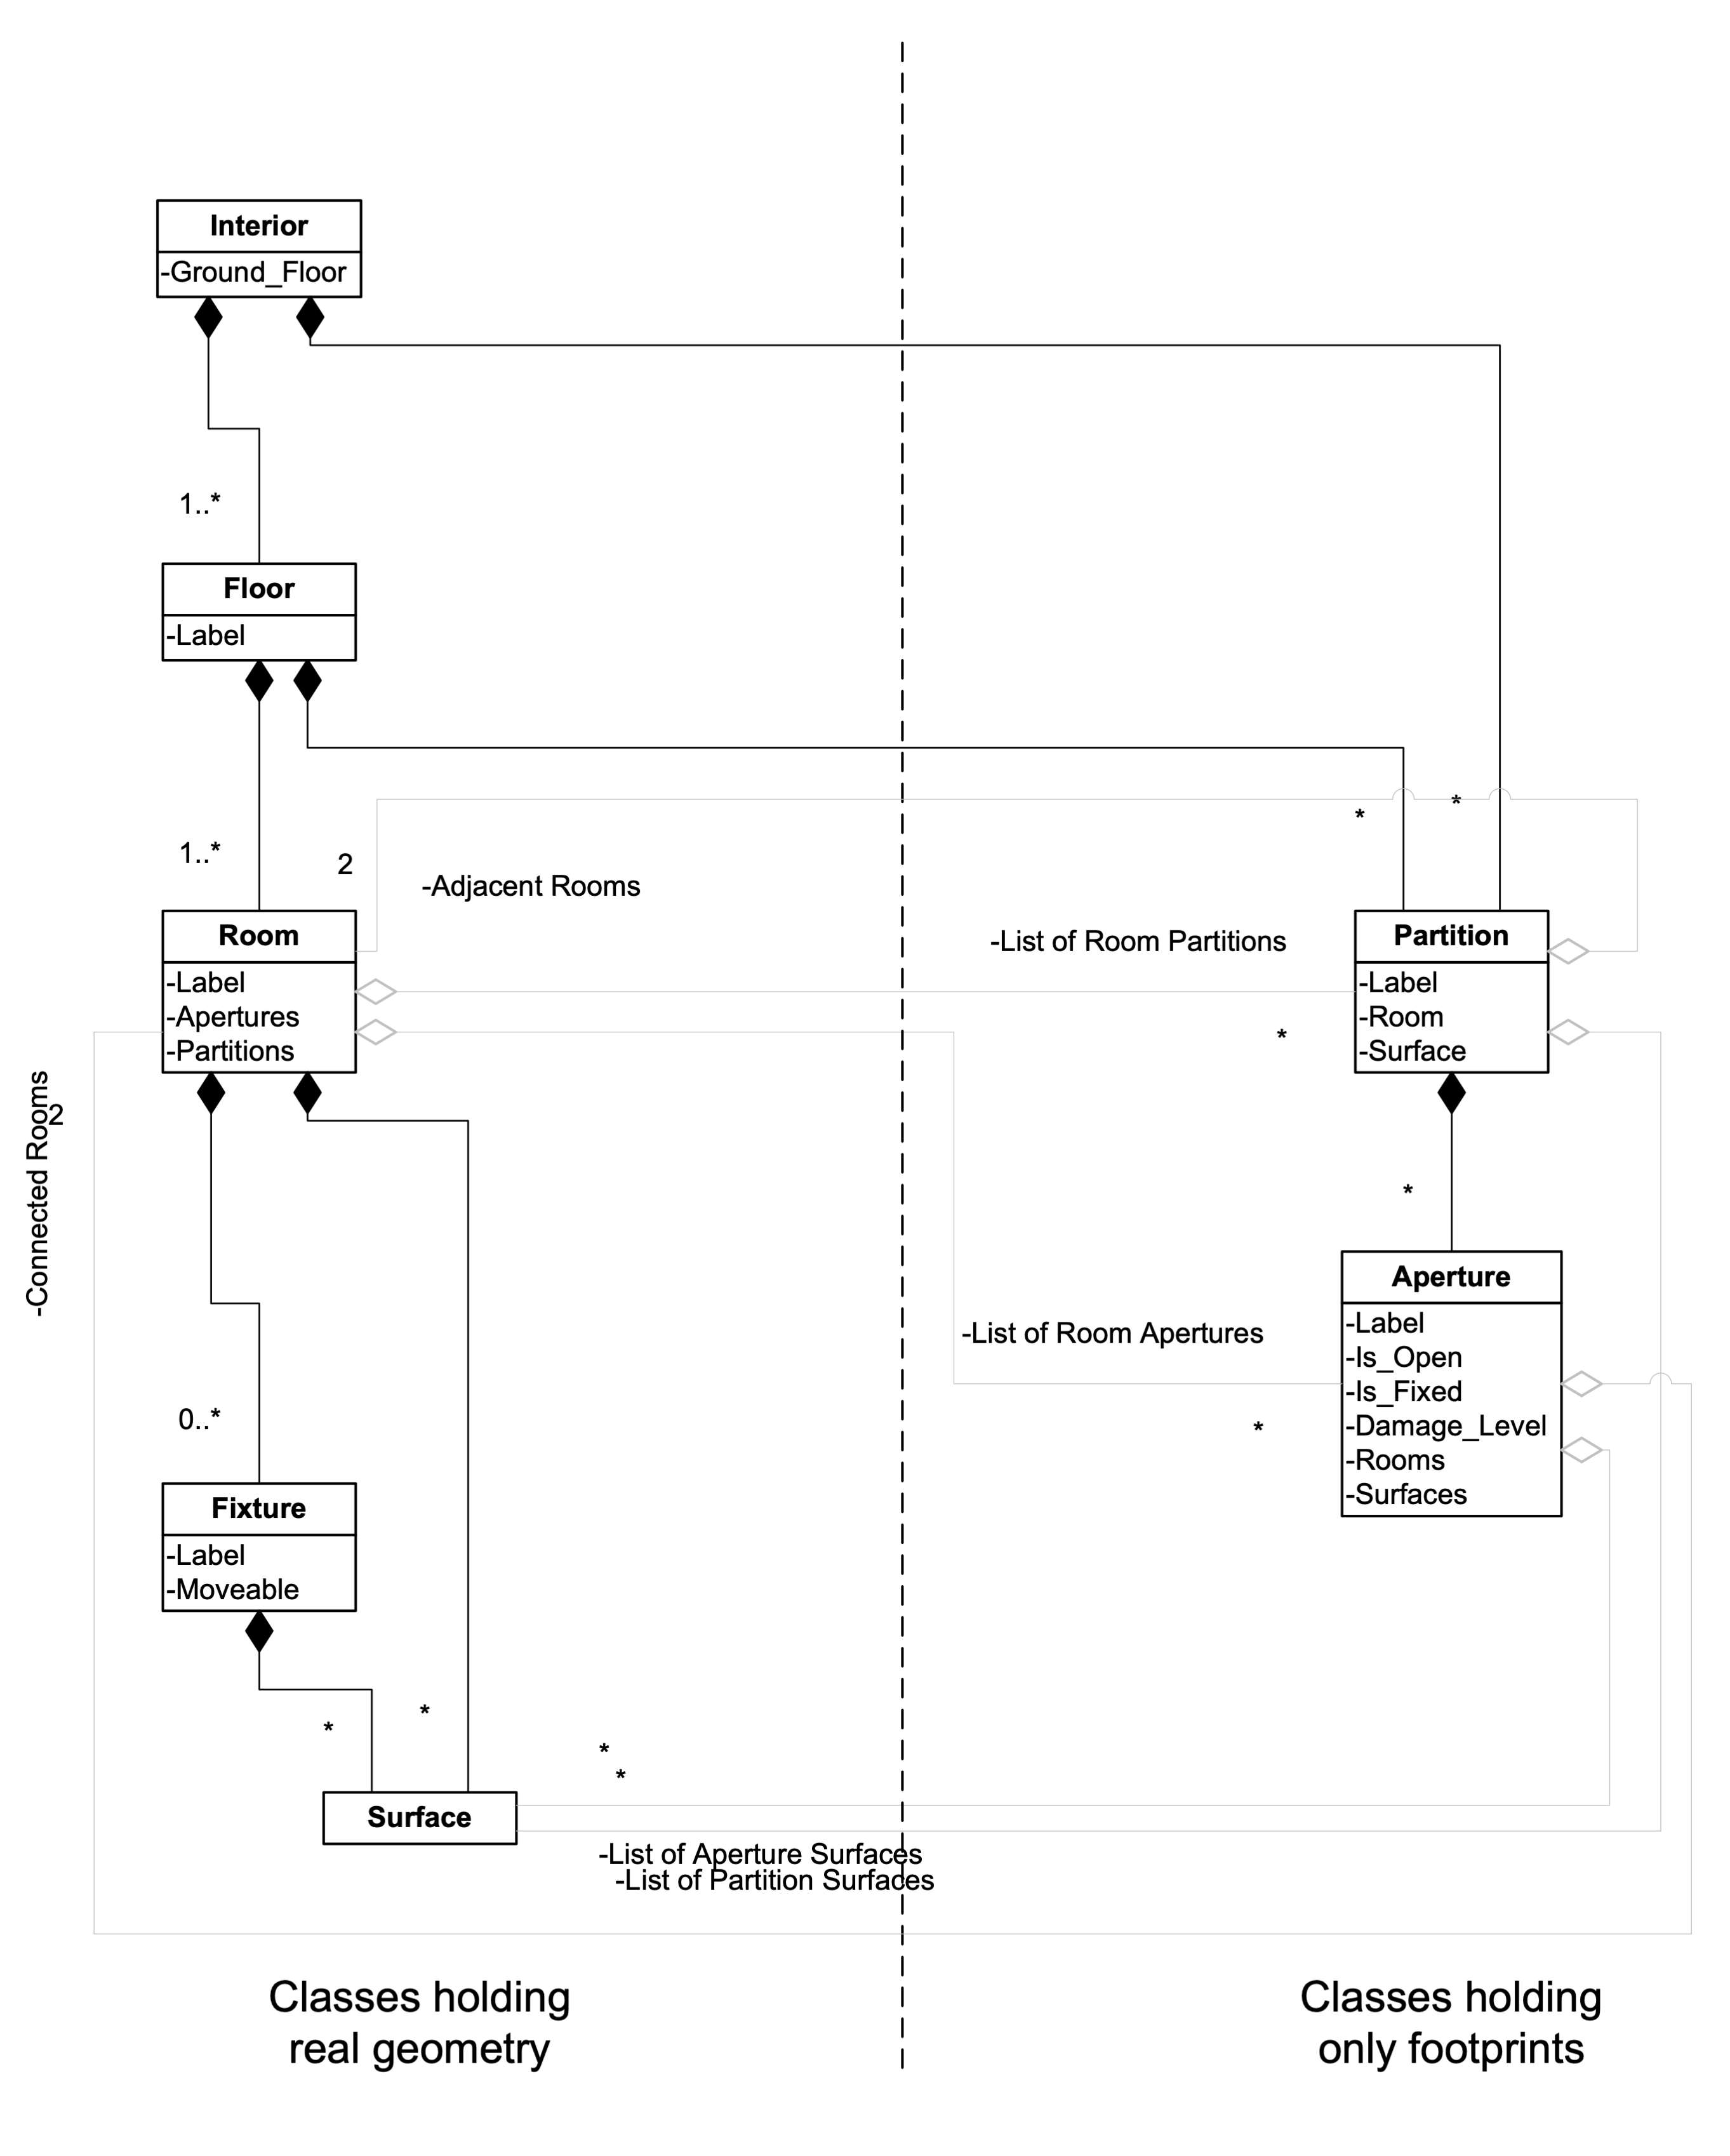 Interior
-Ground_Floor
1..*
Floor
-Label
1..*
2
-Adjacent Rooms
*
*
Room
-Label
-Apertures
-Partitions
-List of Room Partitions
*
Partition
-Label
-Room
-Surface
-Connected Rooms
2
*
-List of Room Apertures
*
Aperture
-Label
-Is_Open
-Is_Fixed
-Damage_Level
-Rooms
-Surfaces
0..*
Fixture
-Label
-Moveable
*
*
*
*
Surface
-List of Aperture Surfaces
-List of Partition Surfaces
Classes holding
real geometry
Classes holding
only footprints